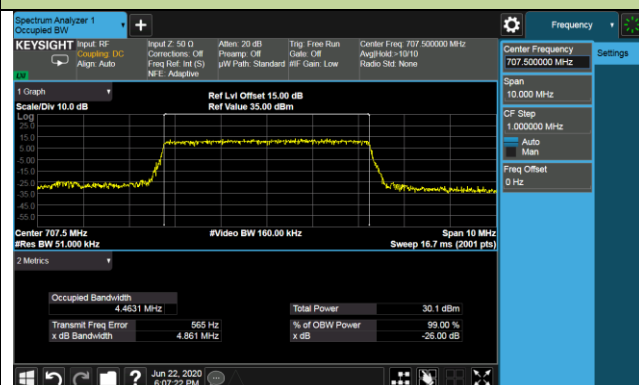 Spectrum Analyzer 1
Occupied BW
Frequency
KEYSIGHT
Input: RF
Coupling: DC
Align: Auto
Input Z: 50 Ω
Corrections: Off
Freq Ref: Int (S)
NFE: Adaptive
Atten: 20 dB
Preamp: Off
µW Path: Standard
Trig: Free Run
Gate: Off
#IF Gain: Low
Center Freq: 707.500000 MHz
Avg|Hold:>10/10
Radio Std: None
Center Frequency
707.500000 MHz
Settings
Span
10.000 MHz
CF Step
1.000000 MHz
Auto
Man
Freq Offset
0 Hz
1 Graph
Scale/Div 10.0 dB
Ref Lvl Offset 15.00 dB
Ref Value 35.00 dBm
Log
25.0
15.0
5.00
-5.00
-15.0
-25.0
-35.0
-45.0
-55.0
Center 707.5 MHz
#Res BW 51.000 kHz
#Video BW 160.00 kHz
Span 10 MHz
Sweep 16.7 ms (2001 pts)
2 Metrics
Occupied Bandwidth
4.4631 MHz
Total Power 30.1 dBm
Transmit Freq Error 565 Hz
% of OBW Power 99.00 %
x dB Bandwidth 4.861 MHz
x dB -26.00 dB
Jun 22, 2020
6:07:22 PM